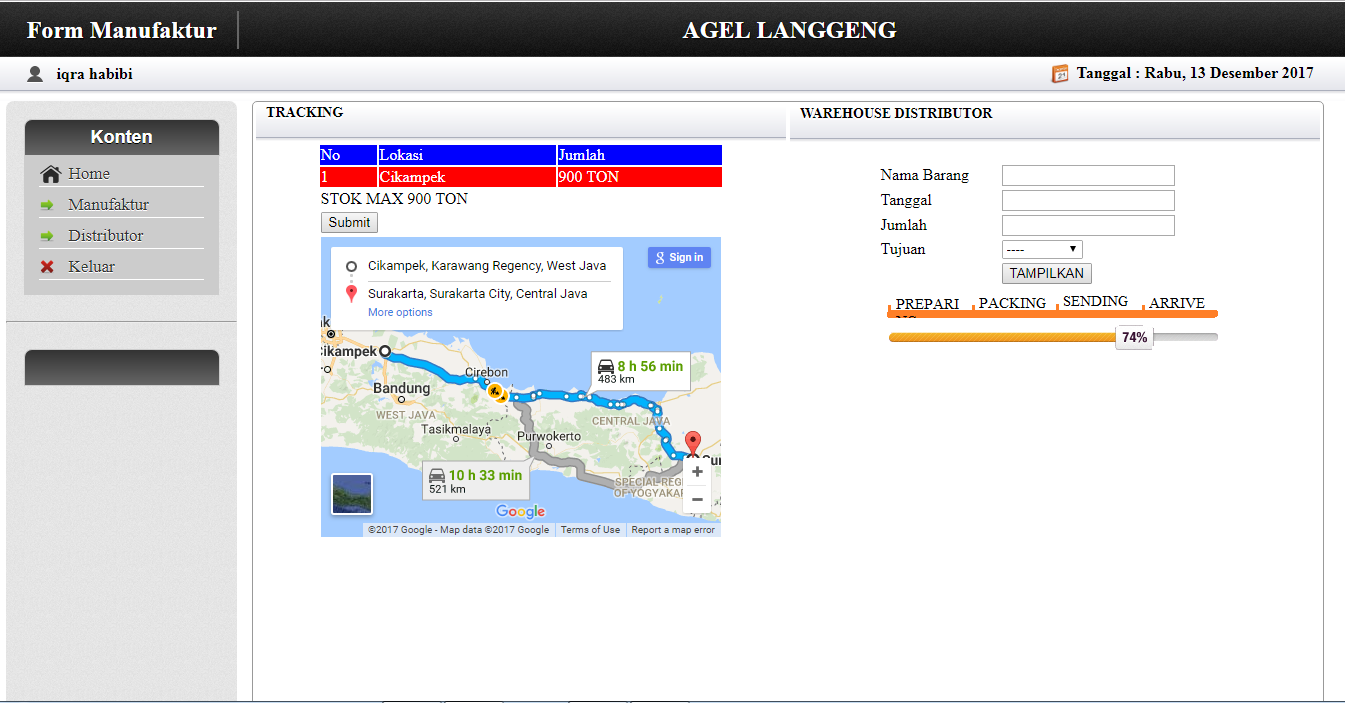 Form Manufaktur
AGEL LANGGENG
iqra habibi
Tanggal : Rabu, 13 Desember 2017
Konten
Home
Manufaktur
Distributor
Keluar
TRACKING
No Lokasi Jumlah
1 Cikampek 900 TON
STOK MAX 900 TON
Submit
Cikampek, Karawang Regency, West Java
Surakarta, Surakarta City, Central Java
More options
Sign in
Cikampek
Cirebon
8 h 56 min
483 km
Bandung
WEST JAVA
CENTRAL JAVA
Tasikmalaya
Purwokerto
10 h 33 min
521 km
SPECIAL REG
OF YOGYAKAR
Google
©2017 Google - Map data ©2017 Google
Terms of Use
Report a map error
WAREHOUSE DISTRIBUTOR
Nama Barang
Tanggal
Jumlah
Tujuan ----
TAMPILKAN
PREPARI PACKING SENDING ARRIVE
74%